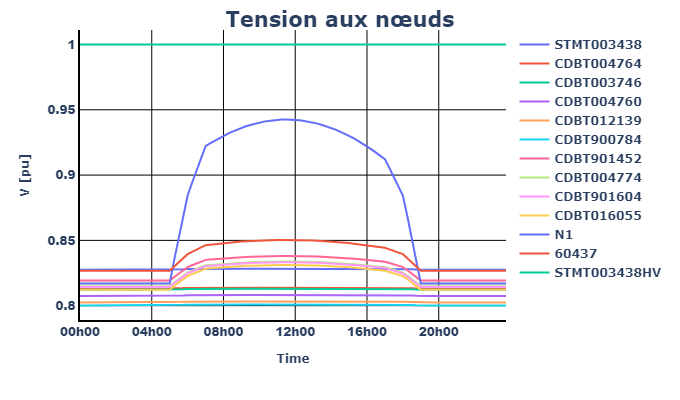 Tension aux nœuds
1
0.95
0.9
0.85
0.8
V [pu]
00h00 04h00 08h00 12h00 16h00 20h00
Time
STMT003438
CDBT004764
CDBT003746
CDBT004760
CDBT012139
CDBT900784
CDBT901452
CDBT004774
CDBT901604
CDBT016055
N1
60437
STMT003438HV